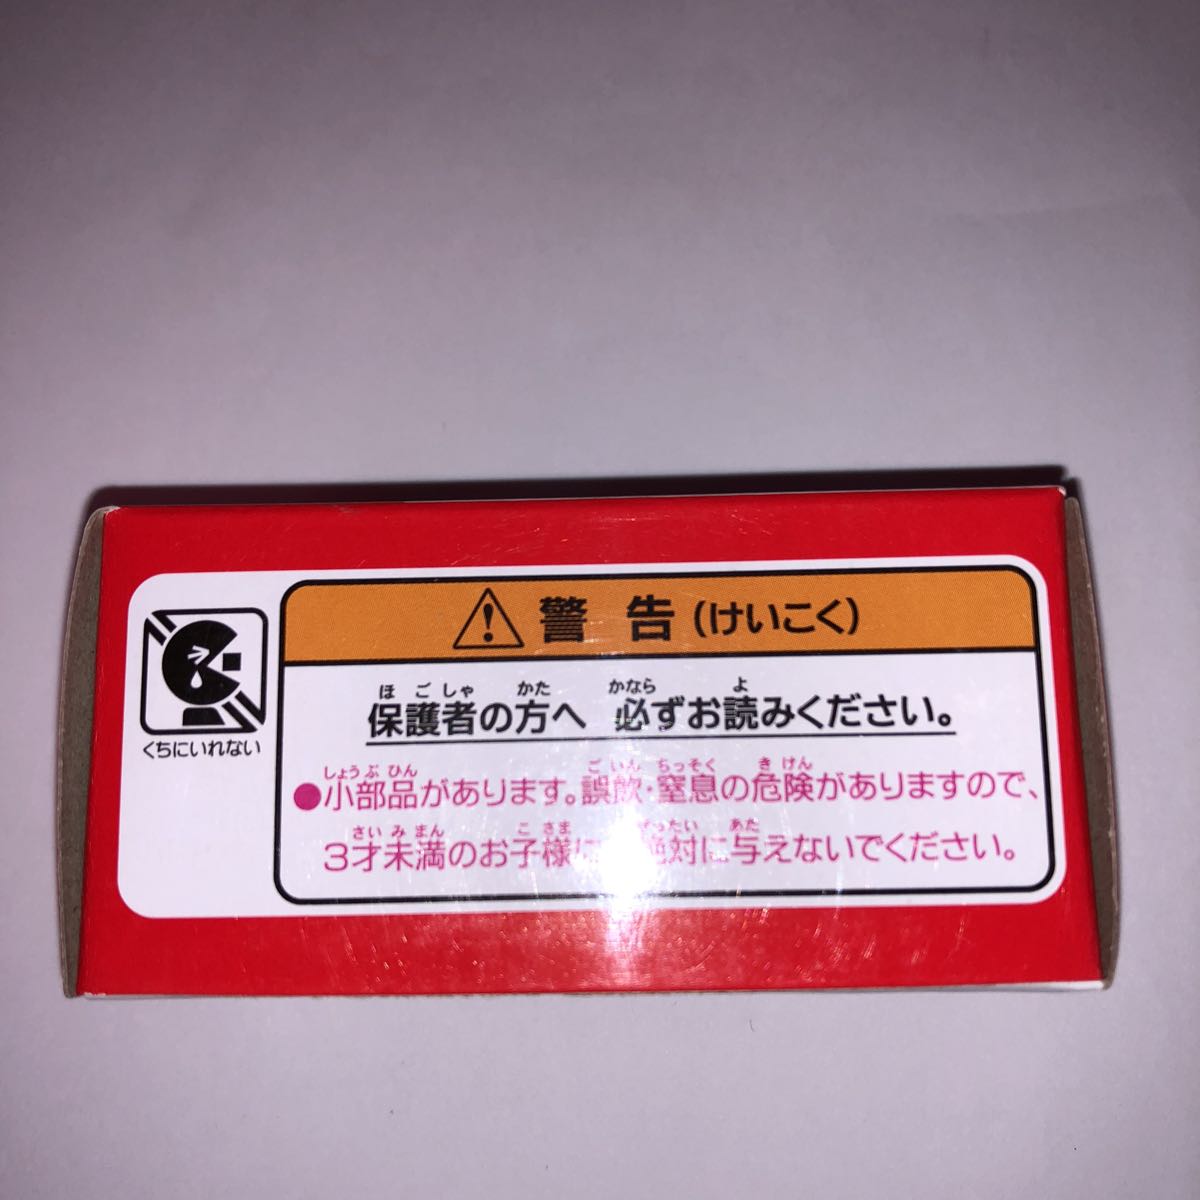 警告(けいこく)
ほごしゃ かた かなら よ
保護者の方へ 必ずお読みください。
しょうぶひん ごいん ちっそく きけん
●小部品があります。誤飲・窒息の危険がありますので、
さいみまん こさま ぜったい あた
3才未満のお子様には絶対に与えないでください。
くちにいれない